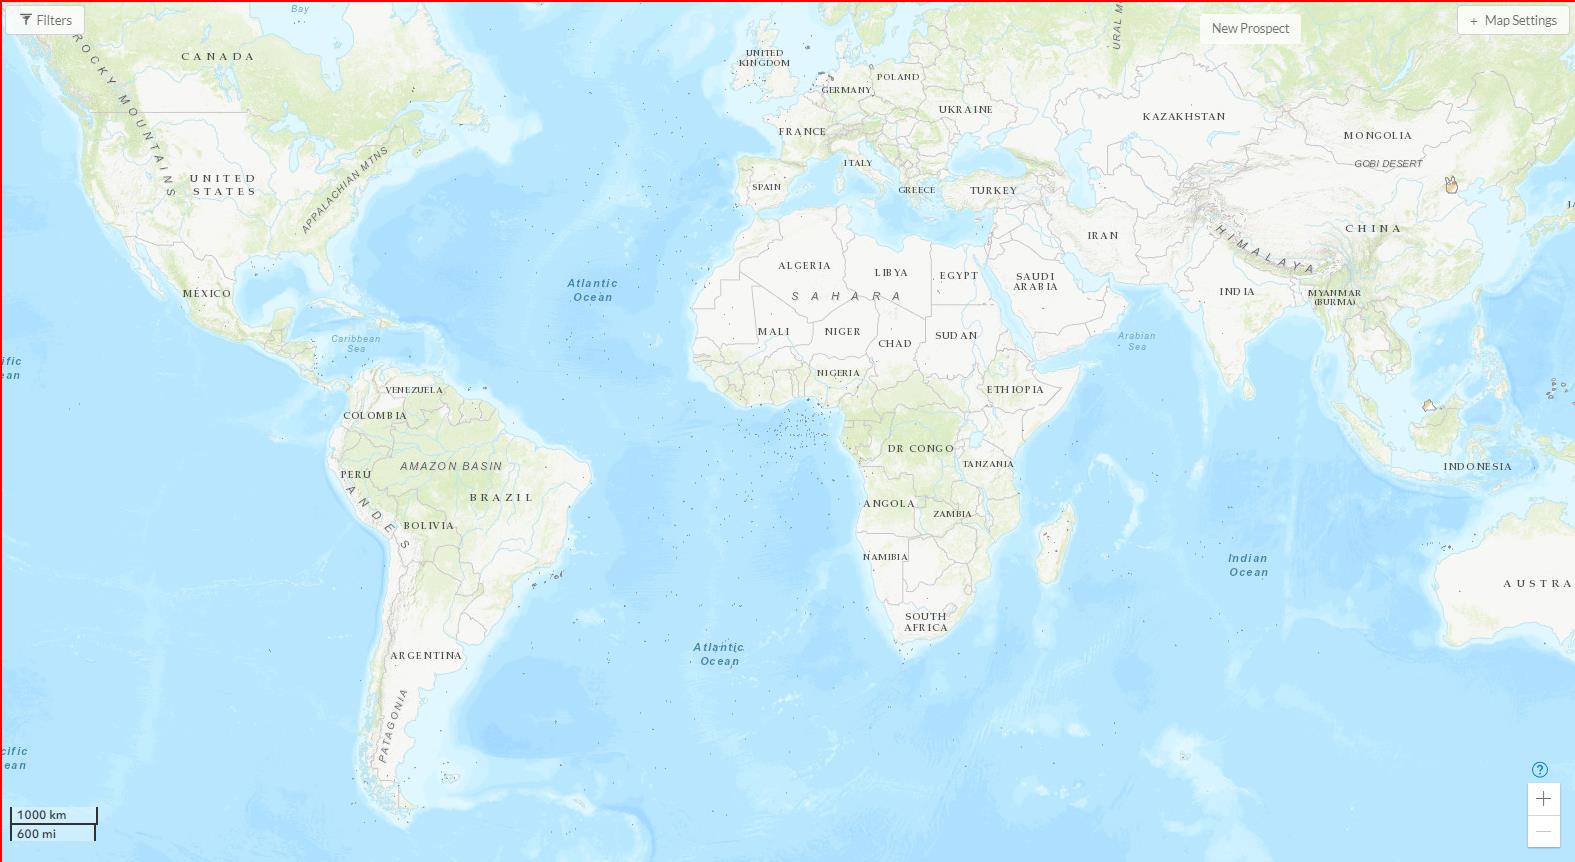 Filters
Bay
URAL M
New Prospect
+ Map Settings
CANADA
ROCKY MOUNTAINS
UNITED
KINGDOM
POLAND
GERMANY
UKRAINE
KAZAKHSTAN
FRANCE
MONGOLIA
GOBI DESERT
ITALY
UNITED
STATES
APPALACHIAN MTNS
SPAIN
GREECE
TURKEY
JA
CHINA
IRAN
HIMALAYA
ALGERIA
LIBYA
EGYPT
SAUDI
ARABIA
Atlantic
Ocean
MÉXICO
SAHARA
INDIA
MYANMAR
(BURMA)
MALI
NIGER
CHAD
SUDAN
Caribbean
Sea
Arabian
Sea
ific
ean
NIGERIA
VENEZUELA
ETHIOPIA
COLOMBIA
DR CONGO
AMAZON BASIN
TANZANIA
INDONESIA
PERÚ
ANDES
BRAZIL
ANGOLA
ZAMBIA
BOLIVIA
NAMIBIA
Indian
Ocean
AUSTRA
SOUTH
AFRICA
ARGENTINA
Atlantic
Ocean
PATAGONIA
cific
ean
?
1000 km
600 mi
+
−